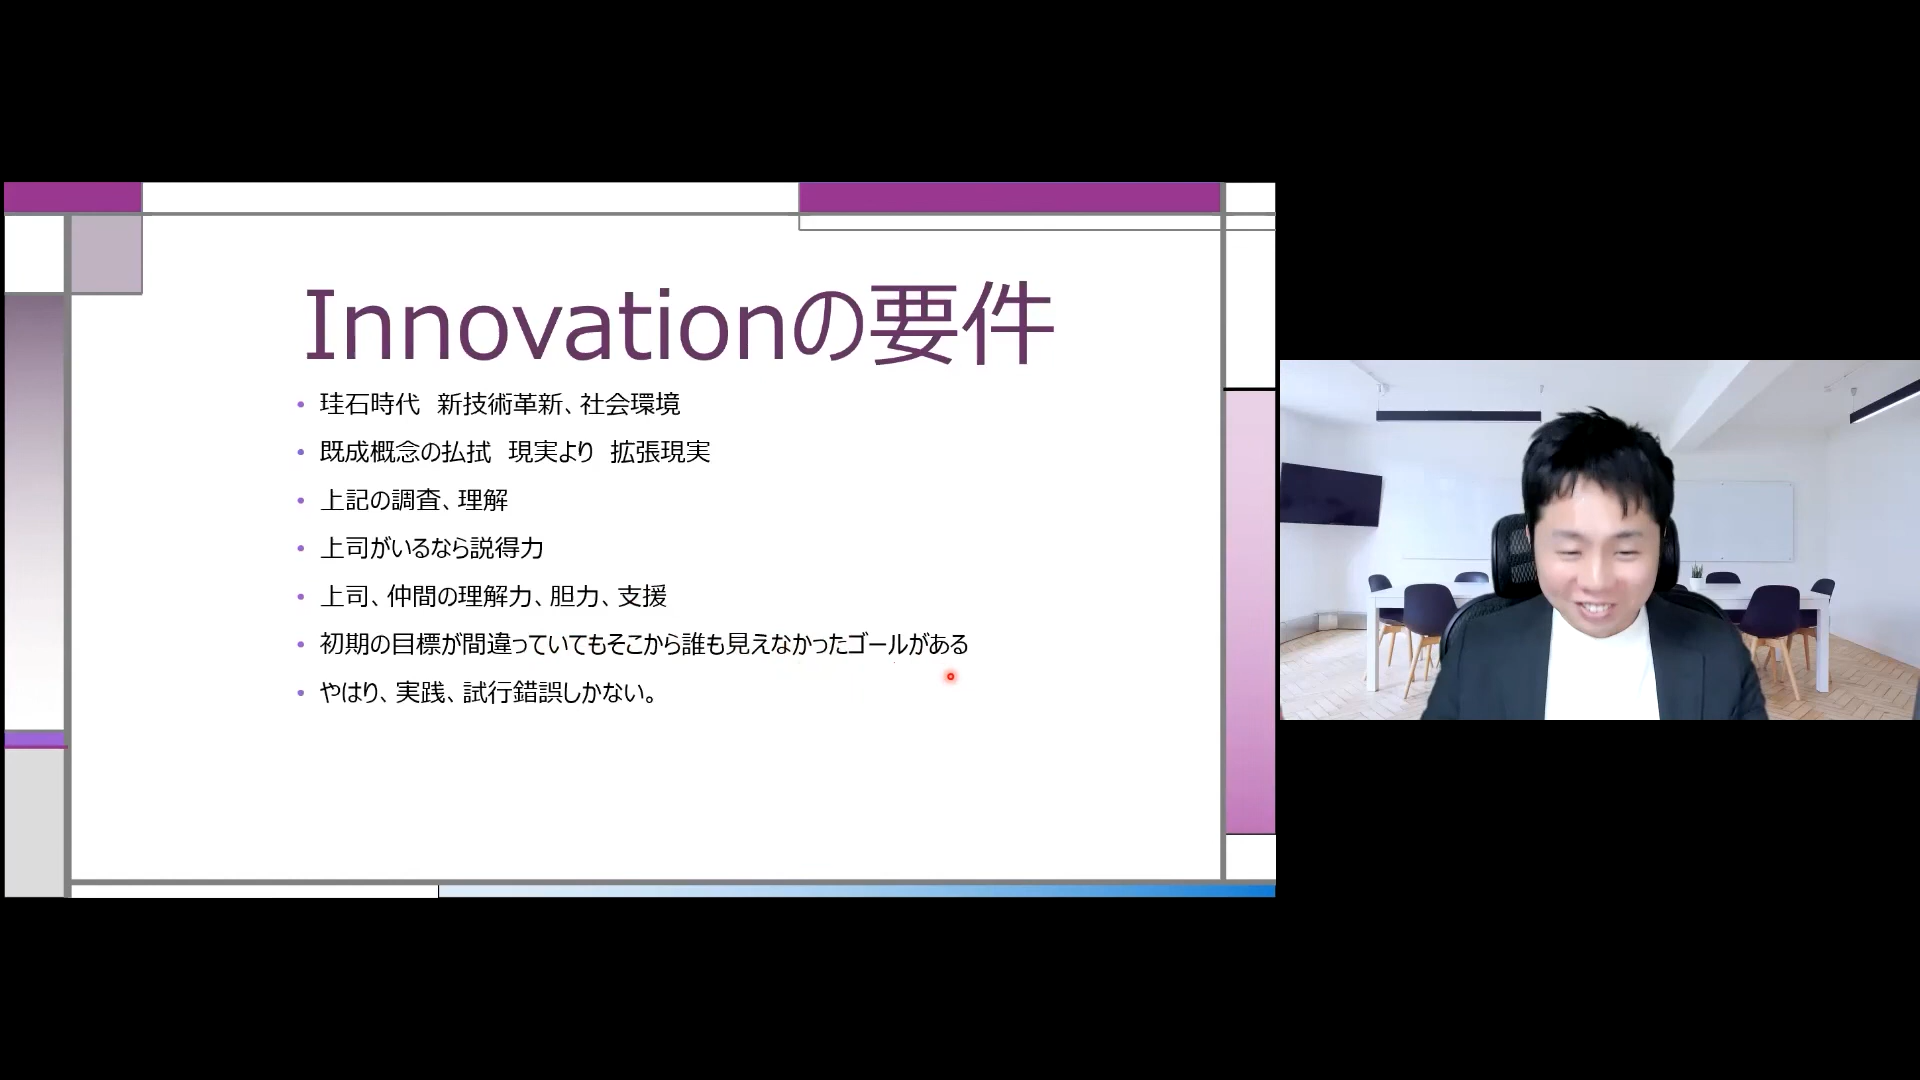 Innovationの要件
• 珪石時代　新技術革新、社会環境
• 既成概念の払拭　現実より　拡張現実
• 上記の調査、理解
• 上司がいるなら説得力
• 上司、仲間の理解力、胆力、支援
• 初期の目標が間違っていてもそこから誰も見えなかったゴールがある
• やはり、実践、試行錯誤しかない。